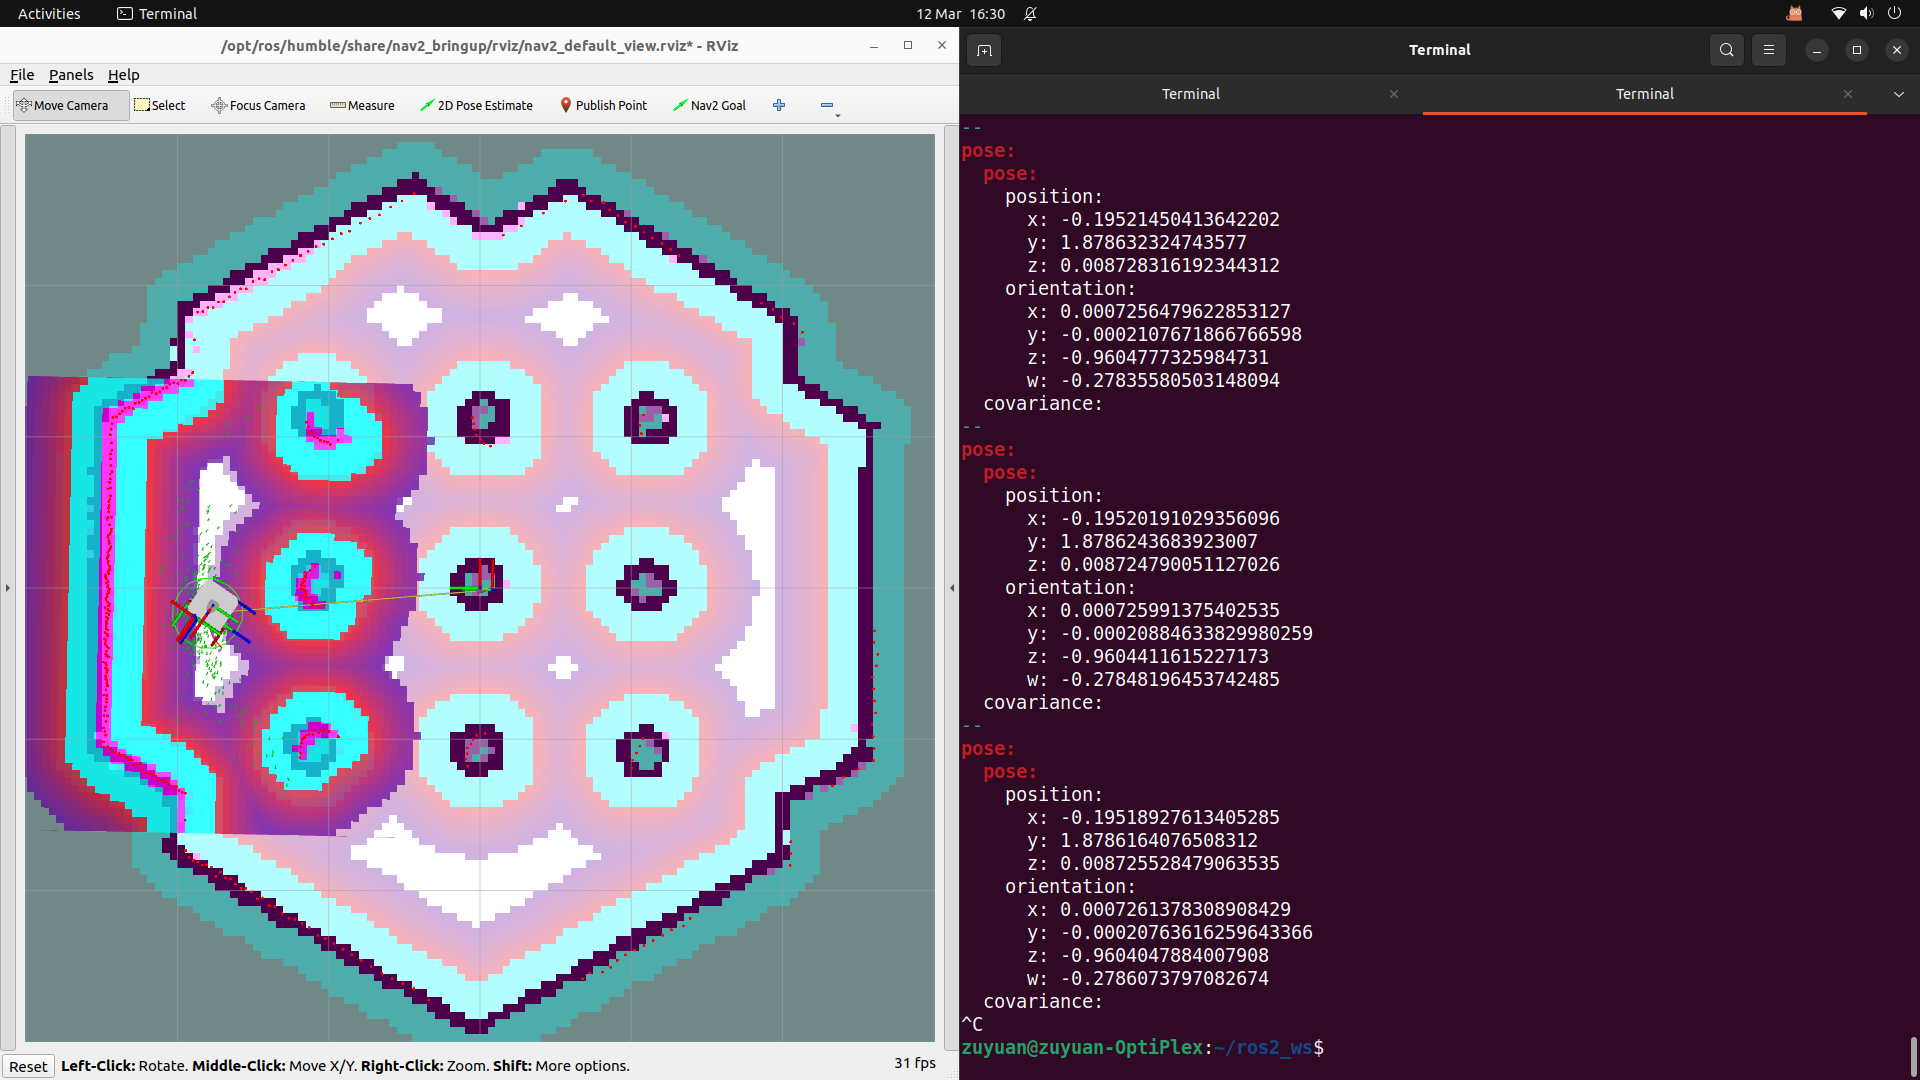 Activities Terminal 12 Mar 16:30
/opt/ros/humble/share/nav2_bringup/rviz/nav2_default_view.rviz* - RViz
File Panels Help
Move Camera Select Focus Camera Measure 2D Pose Estimate Publish Point Nav2 Goal
Reset Left-Click: Rotate. Middle-Click: Move X/Y. Right-Click: Zoom. Shift: More options. 31 fps
Terminal
Terminal Terminal
--
pose:
pose:
position:
x: -0.19521450413642202
y: 1.878632324743577
z: 0.008728316192344312
orientation:
x: 0.0007256479622853127
y: -0.0002107671866766598
z: -0.9604777325984731
w: -0.27835580503148094
covariance:
--
pose:
pose:
position:
x: -0.19520191029356096
y: 1.8786243683923007
z: 0.008724790051127026
orientation:
x: 0.000725991375402535
y: -0.00020884633829980259
z: -0.9604411615227173
w: -0.27848196453742485
covariance:
--
pose:
pose:
position:
x: -0.19518927613405285
y: 1.8786164076508312
z: 0.008725528479063535
orientation:
x: 0.0007261378308908429
y: -0.00020763616259643366
z: -0.9604047884007908
w: -0.2786073797082674
covariance:
^C
zuyuan@zuyuan-OptiPlex:~/ros2_ws$